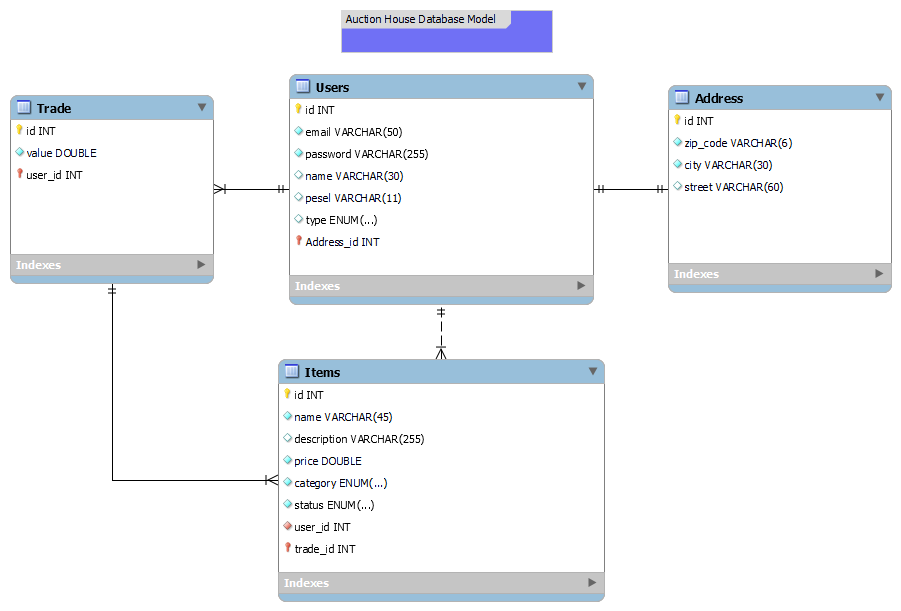 Auction House Database Model
Trade
id INT
value DOUBLE
user_id INT
Indexes
Users
id INT
email VARCHAR(50)
password VARCHAR(255)
name VARCHAR(30)
pesel VARCHAR(11)
type ENUM(...)
Address_id INT
Indexes
Address
id INT
zip_code VARCHAR(6)
city VARCHAR(30)
street VARCHAR(60)
Indexes
Items
id INT
name VARCHAR(45)
description VARCHAR(255)
price DOUBLE
category ENUM(...)
status ENUM(...)
user_id INT
trade_id INT
Indexes